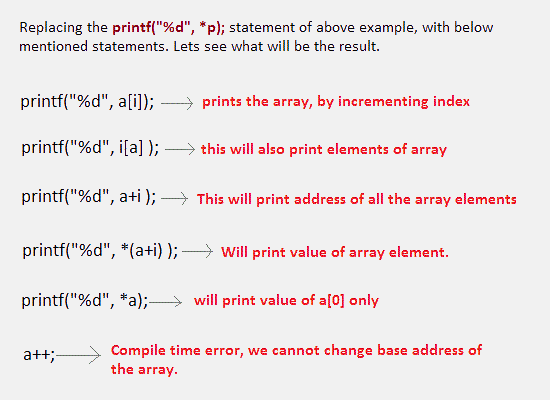 Replacing the printf("%d", *p); statement of above example, with below
mentioned statements. Lets see what will be the result.
printf("%d", a[i]); prints the array, by incrementing index
printf("%d", i[a] ); this will also print elements of array
printf("%d", a+i ); This will print address of all the array elements
printf("%d", *(a+i) ); Will print value of array element.
printf("%d", *a); will print value of a[0] only
a++; Compile time error, we cannot change base address of
the array.